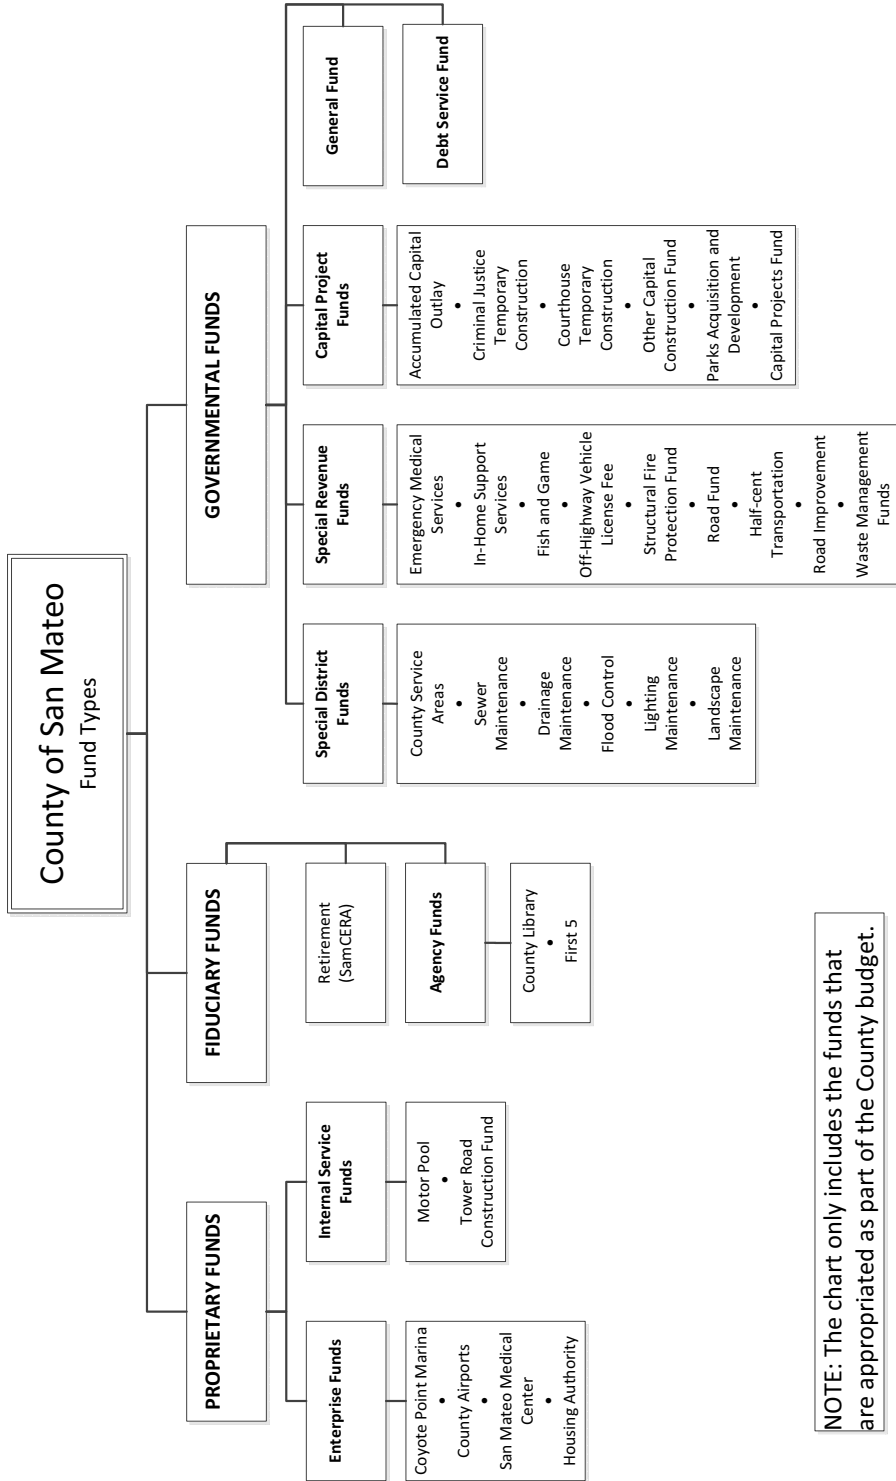 County of San Mateo
Fund Types
PROPRIETARY FUNDS
Enterprise Funds
Coyote Point Marina
•
County Airports
•
San Mateo Medical
Center
•
Housing Authority
Internal Service
Funds
Motor Pool
•
Tower Road
Construction Fund
FIDUCIARY FUNDS
Retirement
(SamCERA)
Agency Funds
County Library
•
First 5
GOVERNMENTAL FUNDS
Special District
Funds
County Service
Areas
•
Sewer
Maintenance
•
Drainage
Maintenance
•
Flood Control
•
Lighting
Maintenance
•
Landscape
Maintenance
Special Revenue
Funds
Emergency Medical
Services
•
In-Home Support
Services
•
Fish and Game
•
Off-Highway Vehicle
License Fee
•
Structural Fire
Protection Fund
•
Road Fund
•
Half-cent
Transportation
•
Road Improvement
•
Waste Management
Funds
Capital Project
Funds
Accumulated Capital
Outlay
•
Criminal Justice
Temporary
Construction
•
Courthouse
Temporary
Construction
•
Other Capital
Construction Fund
•
Parks Acquisition and
Development
•
Capital Projects Fund
General Fund
Debt Service Fund
NOTE: The chart only includes the funds that
are appropriated as part of the County budget.